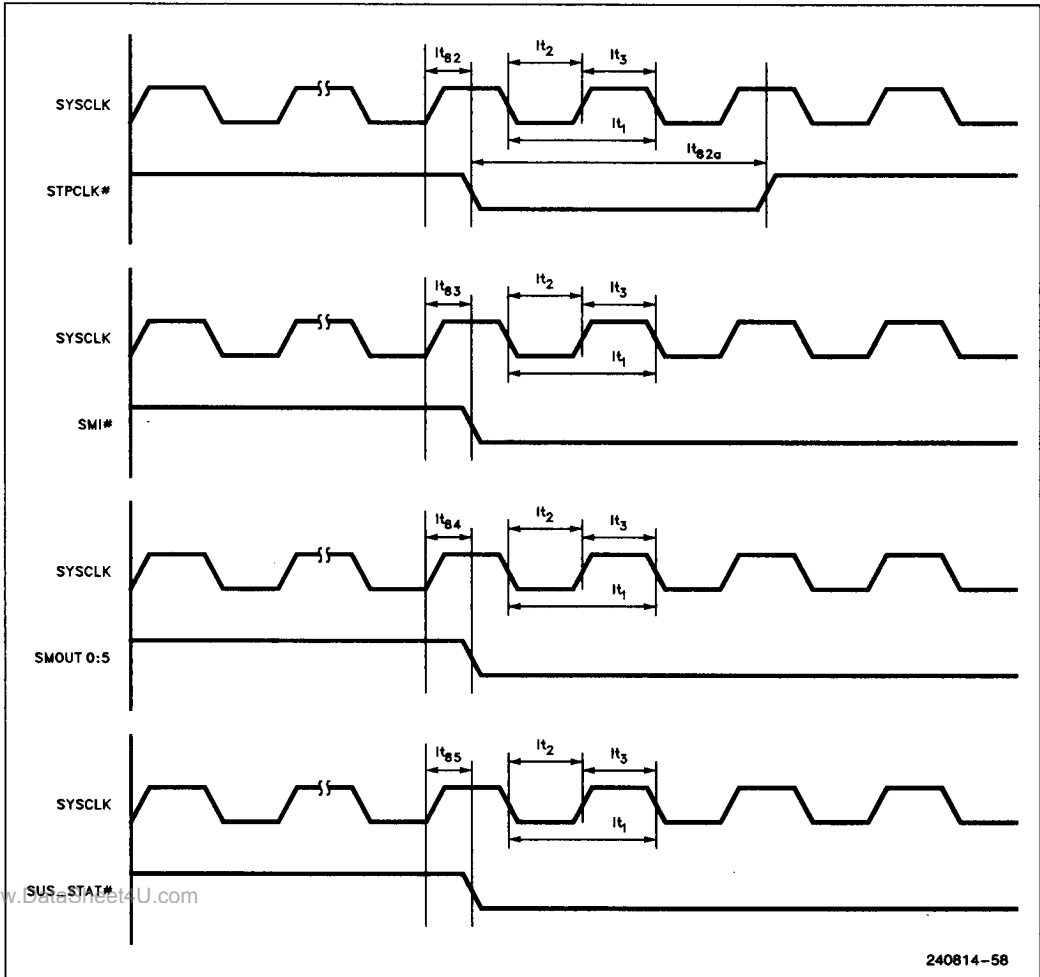 It82 It2 It3
SYSCLK
It1
It82a
STPCLK#
It83 It2 It3
SYSCLK
It1
SMI#
It84 It2 It3
SYSCLK
It1
SMOUT 0:5
It85 It2 It3
SYSCLK
It1
SUS_STAT#
w.DataSheet4U.com
240814-58